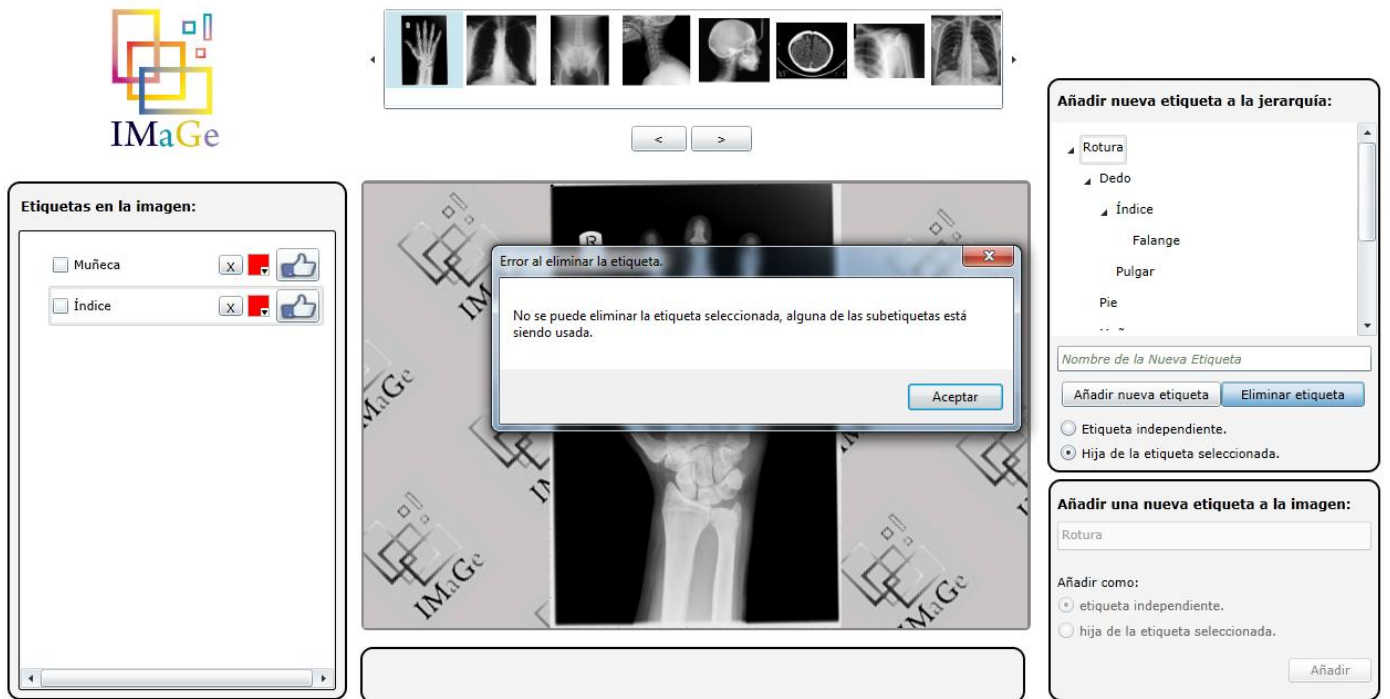 IMaGe
<
>
Etiquetas en la imagen:
Muñeca
X
Índice
X
R
Error al eliminar la etiqueta.
No se puede eliminar la etiqueta seleccionada, alguna de las subetiquetas está
siendo usada.
Aceptar
IMaGe
IMaGe
IMaGe
Añadir nueva etiqueta a la jerarquía:
Rotura
Dedo
Índice
Falange
Pulgar
Pie
Nombre de la Nueva Etiqueta
Añadir nueva etiqueta
Eliminar etiqueta
Etiqueta independiente.
Hija de la etiqueta seleccionada.
Añadir una nueva etiqueta a la imagen:
Rotura
Añadir como:
etiqueta independiente.
hija de la etiqueta seleccionada.
Añadir